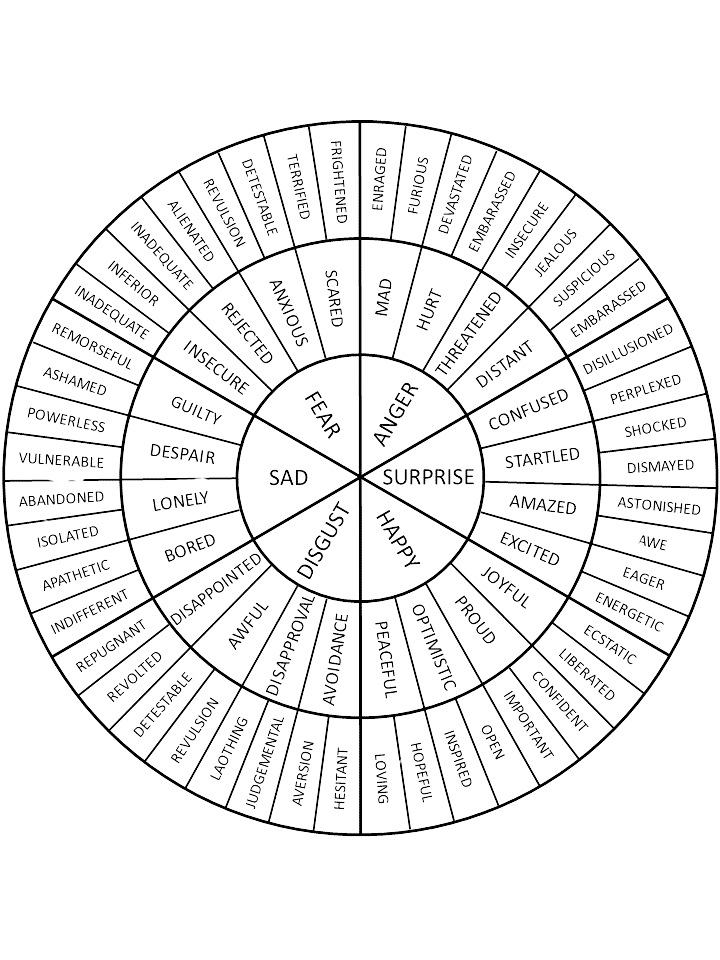 FEAR
ANGER
SURPRISE
HAPPY
DISGUST
SAD
MAD
HURT
THREATENED
DISTANT
CONFUSED
STARTLED
AMAZED
EXCITED
JOYFUL
PROUD
OPTIMISTIC
PEACEFUL
AVOIDANCE
DISAPPROVAL
AWFUL
DISAPPOINTED
BORED
LONELY
DESPAIR
GUILTY
INSECURE
REJECTED
ANXIOUS
SCARED
ENRAGED
FURIOUS
DEVASTATED
EMBARASSED
INSECURE
JEALOUS
SUSPICIOUS
EMBARASSED
DISILLUSIONED
PERPLEXED
SHOCKED
DISMAYED
ASTONISHED
AWE
EAGER
ENERGETIC
ECSTATIC
LIBERATED
CONFIDENT
IMPORTANT
OPEN
INSPIRED
HOPEFUL
LOVING
HESITANT
AVERSION
JUDGEMENTAL
LAOTHING
REVULSION
DETESTABLE
REVOLTED
REPUGNANT
INDIFFERENT
APATHETIC
ISOLATED
ABANDONED
VULNERABLE
POWERLESS
ASHAMED
REMORSEFUL
INADEQUATE
INFERIOR
INADEQUATE
ALIENATED
REVULSION
DETESTABLE
TERRIFIED
FRIGHTENED